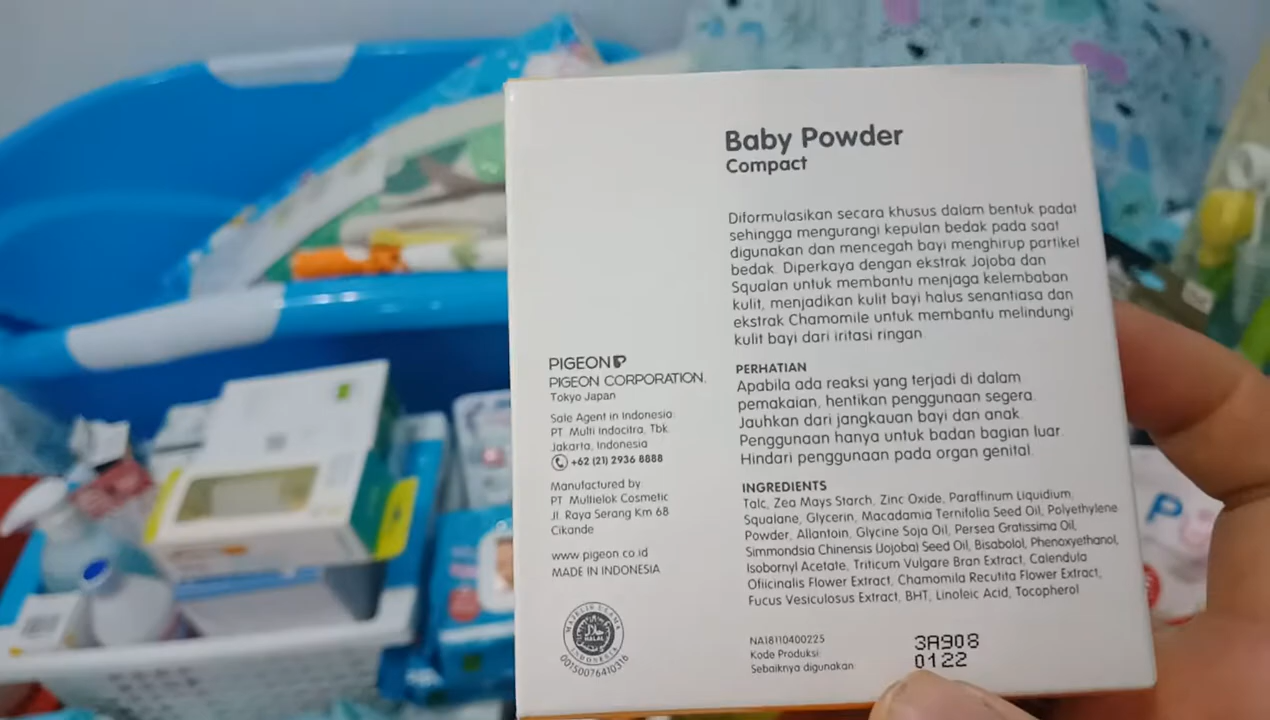 Baby Powder
Compact
Diformulasikan secara khusus dalam bentuk padat
sehingga mengurangi kepulan bedak pada saat
digunakan dan mencegah bayi menghirup partikel
bedak. Diperkaya dengan ekstrak Jojoba dan
Squalan untuk membantu menjaga kelembaban
kulit, menjadikan kulit bayi halus senantiasa dan
ekstrak Chamomile untuk membantu melindungi
kulit bayi dari iritasi ringan.
PERHATIAN
Apabila ada reaksi yang terjadi di dalam
pemakaian, hentikan penggunaan segera.
Jauhkan dari jangkauan bayi dan anak.
Penggunaan hanya untuk badan bagian luar.
Hindari penggunaan pada organ genital.
INGREDIENTS
Talc, Zea Mays Starch, Zinc Oxide, Paraffinum Liquidium,
Squalane, Glycerin, Macadamia Ternifolia Seed Oil, Polyethylene
Powder, Allantoin, Glycine Soja Oil, Persea Gratissima Oil,
Simmondsia Chinensis (Jojoba) Seed Oil, Bisabolol, Phenoxyethanol,
Isobornyl Acetate, Triticum Vulgare Bran Extract, Calendula
Ofiicinalis Flower Extract, Chamomila Recutita Flower Extract,
Fucus Vesiculosus Extract, BHT, Linoleic Acid, Tocopherol
NA18110400225
Kode Produksi: 3A908
Sebaiknya digunakan 0122
PIGEON
PIGEON CORPORATION.
Tokyo Japan
Sale Agent in Indonesia:
PT. Multi Indocitra, Tbk.
Jakarta, Indonesia
+62 (21) 2936 8888
Manufactured by:
PT. Multielok Cosmetic
Jl. Raya Serang Km 68
Cikande
www.pigeon.co.id
MADE IN INDONESIA
MAJELIS ULAMA
HALAL
INDONESIA
00150076410316